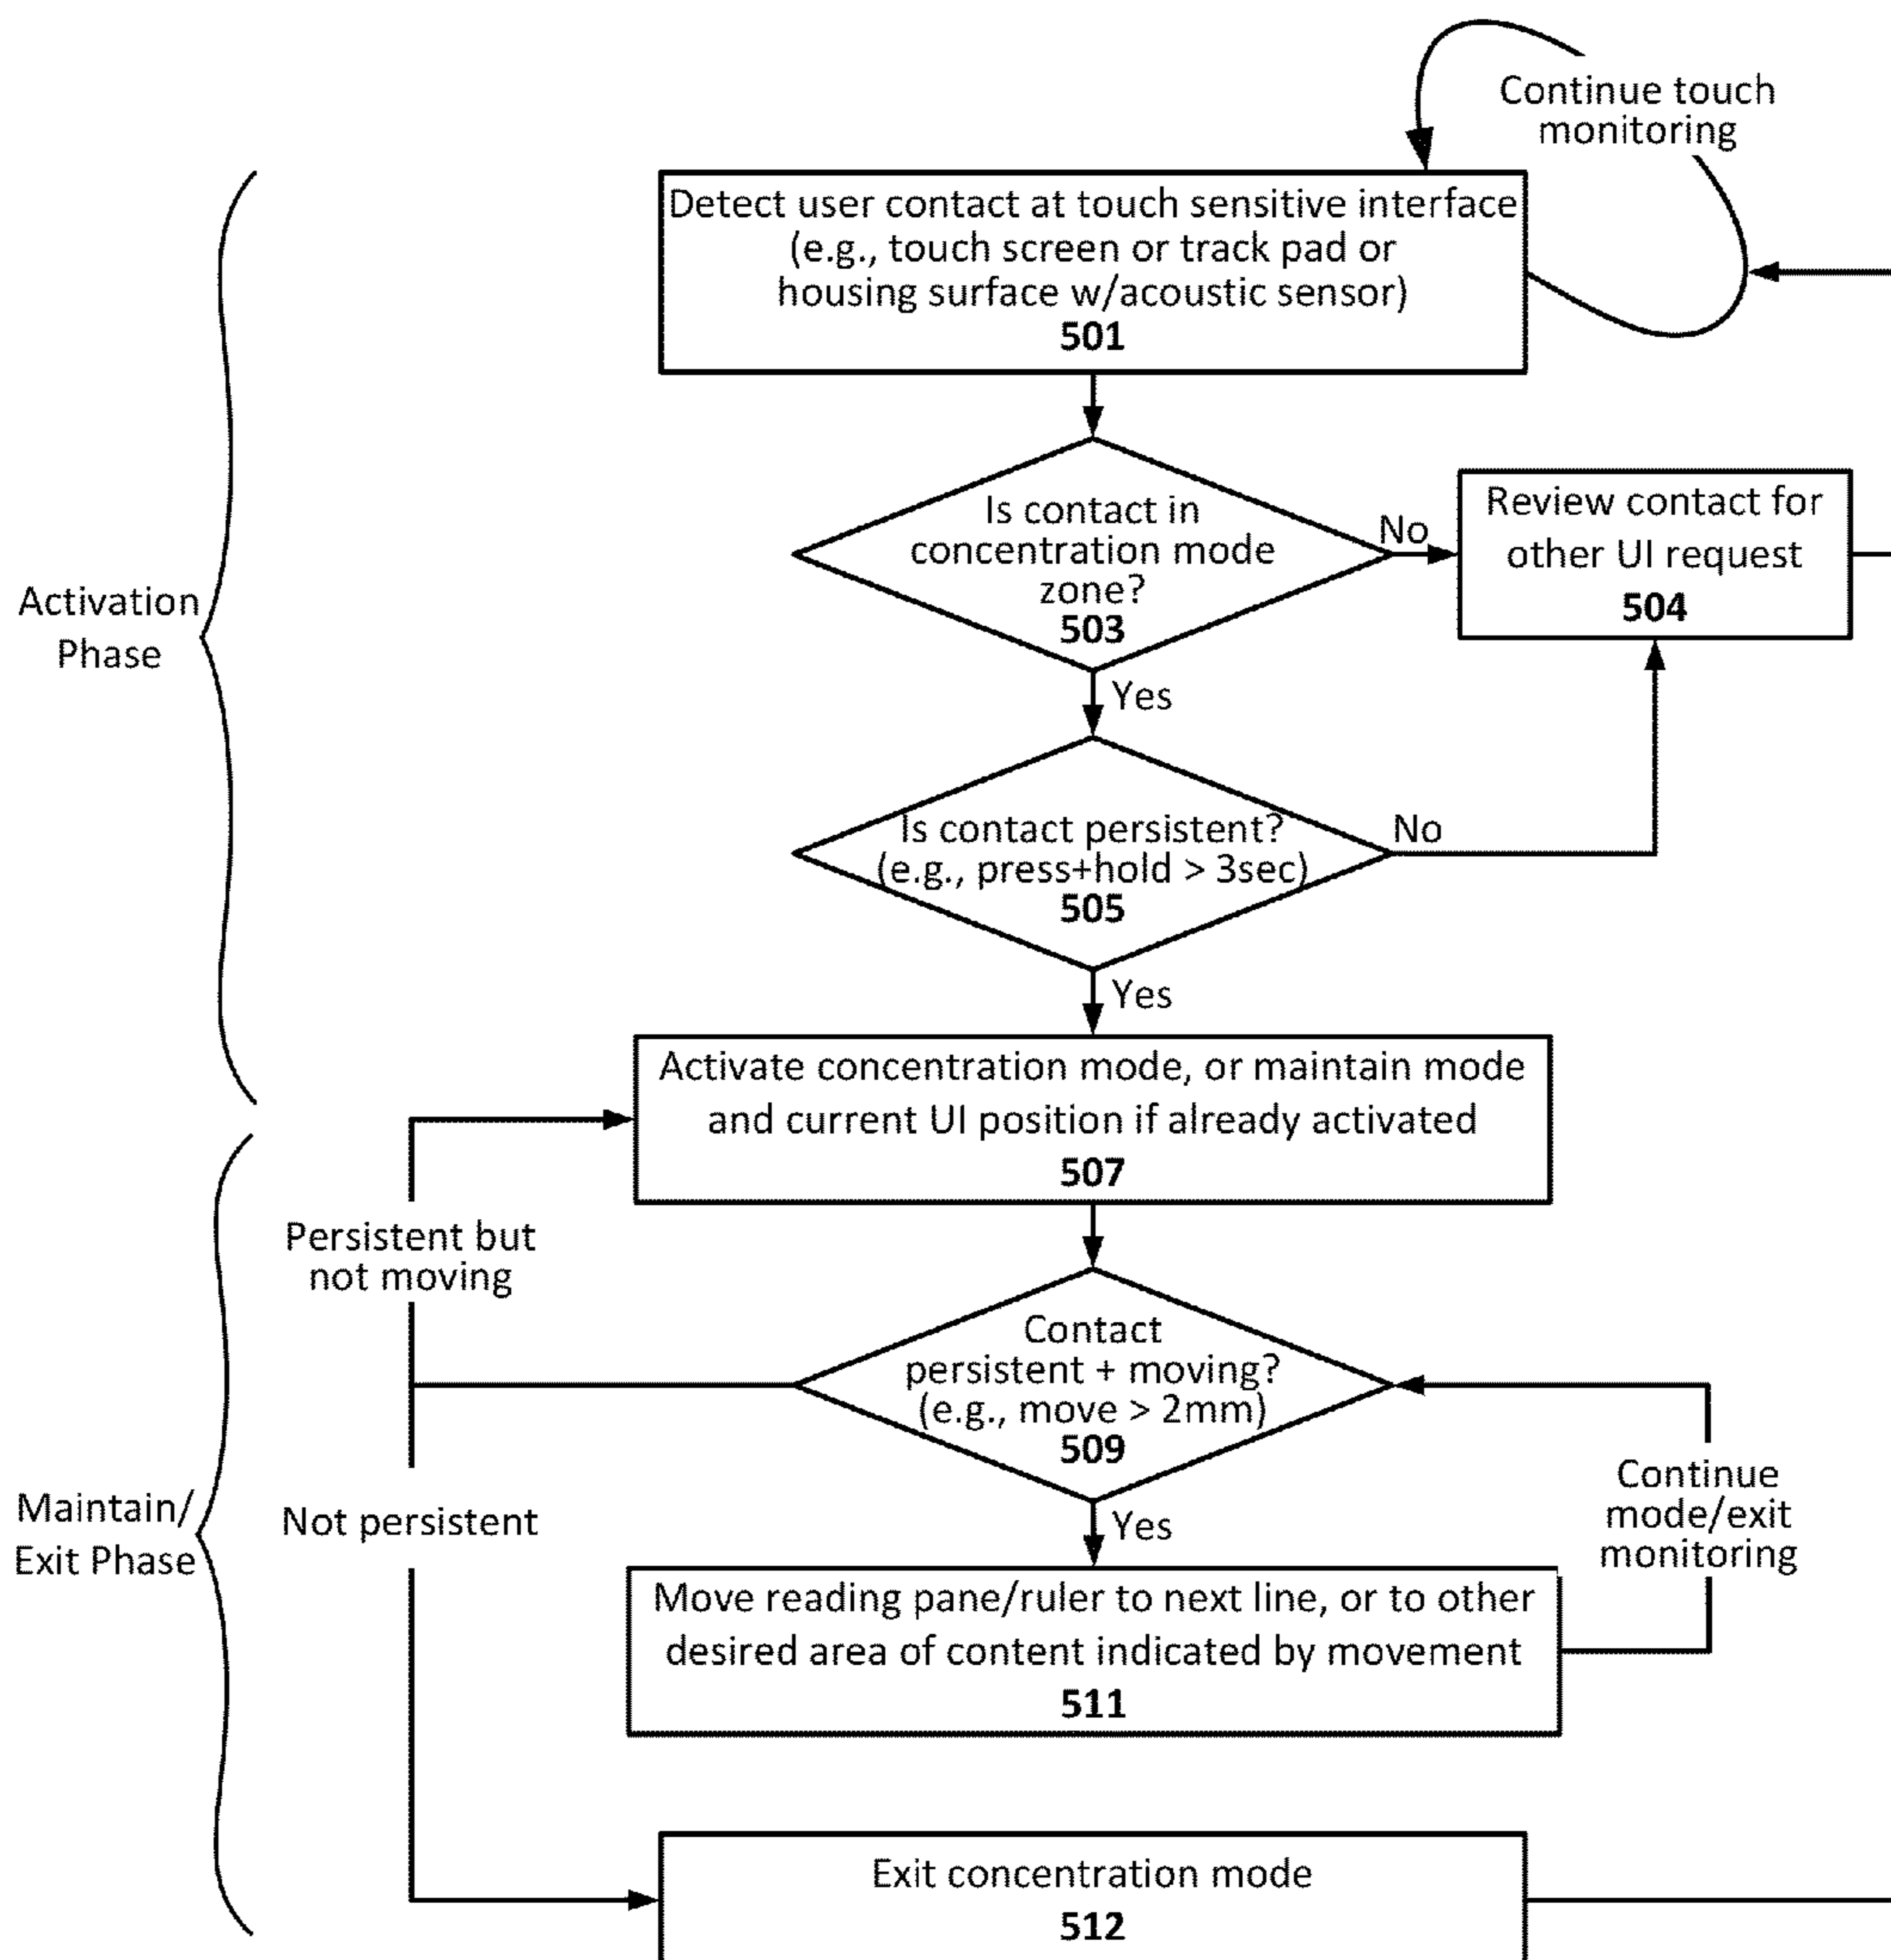 Continue touch
monitoring
Detect user contact at touch sensitive interface
(e.g., touch screen or track pad or
housing surface w/acoustic sensor)
501
Is contact in
concentration mode
zone?
503
No
Review contact for
other UI request
504
Activation
Phase
Yes
Is contact persistent?
(e.g., press+hold > 3sec)
505
No
Yes
Activate concentration mode, or maintain mode
and current UI position if already activated
507
Persistent but
not moving
Contact
persistent + moving?
(e.g., move > 2mm)
509
Continue
mode/exit
monitoring
Maintain/
Exit Phase
Not persistent
Yes
Move reading pane/ruler to next line, or to other
desired area of content indicated by movement
511
Exit concentration mode
512